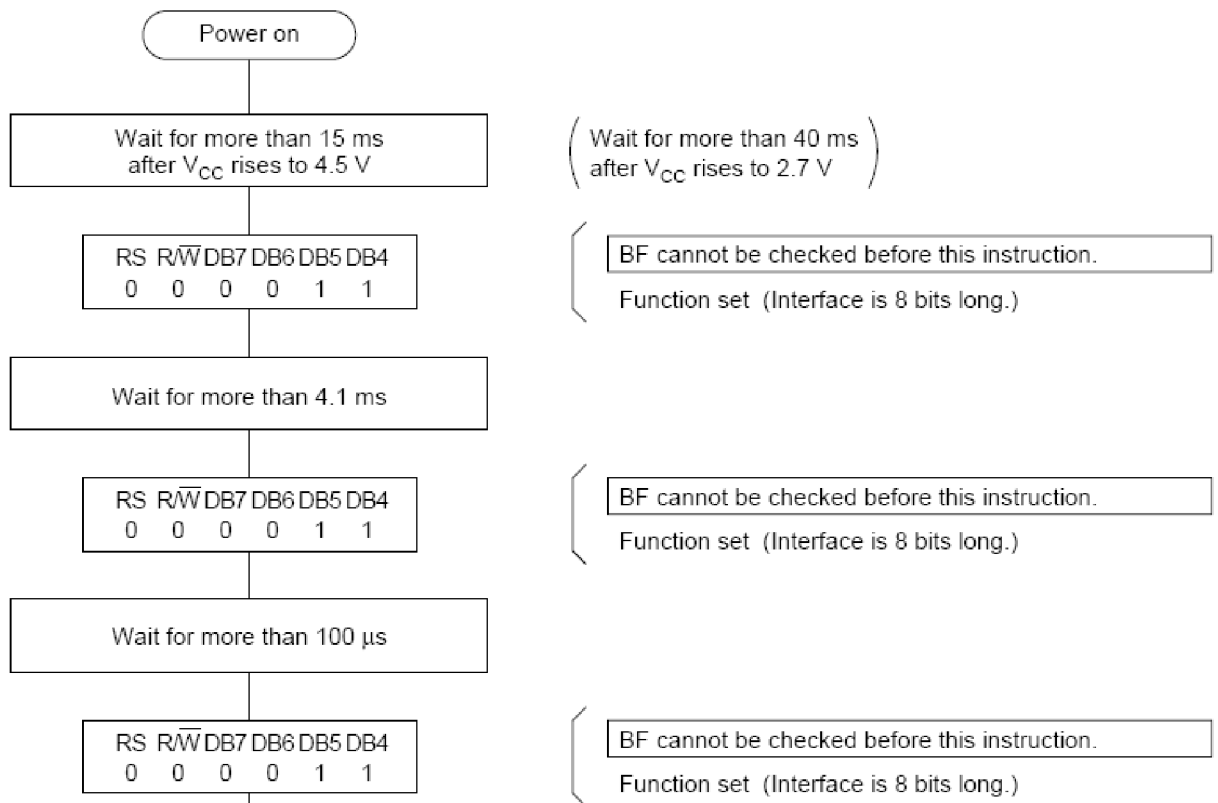 Power on
Wait for more than 15 ms
after VCC rises to 4.5 V
Wait for more than 40 ms
after VCC rises to 2.7 V
RS R/W̅ DB7 DB6 DB5 DB4
0 0 0 0 1 1
BF cannot be checked before this instruction.
Function set (Interface is 8 bits long.)
Wait for more than 4.1 ms
RS R/W̅ DB7 DB6 DB5 DB4
0 0 0 0 1 1
BF cannot be checked before this instruction.
Function set (Interface is 8 bits long.)
Wait for more than 100 μs
RS R/W̅ DB7 DB6 DB5 DB4
0 0 0 0 1 1
BF cannot be checked before this instruction.
Function set (Interface is 8 bits long.)